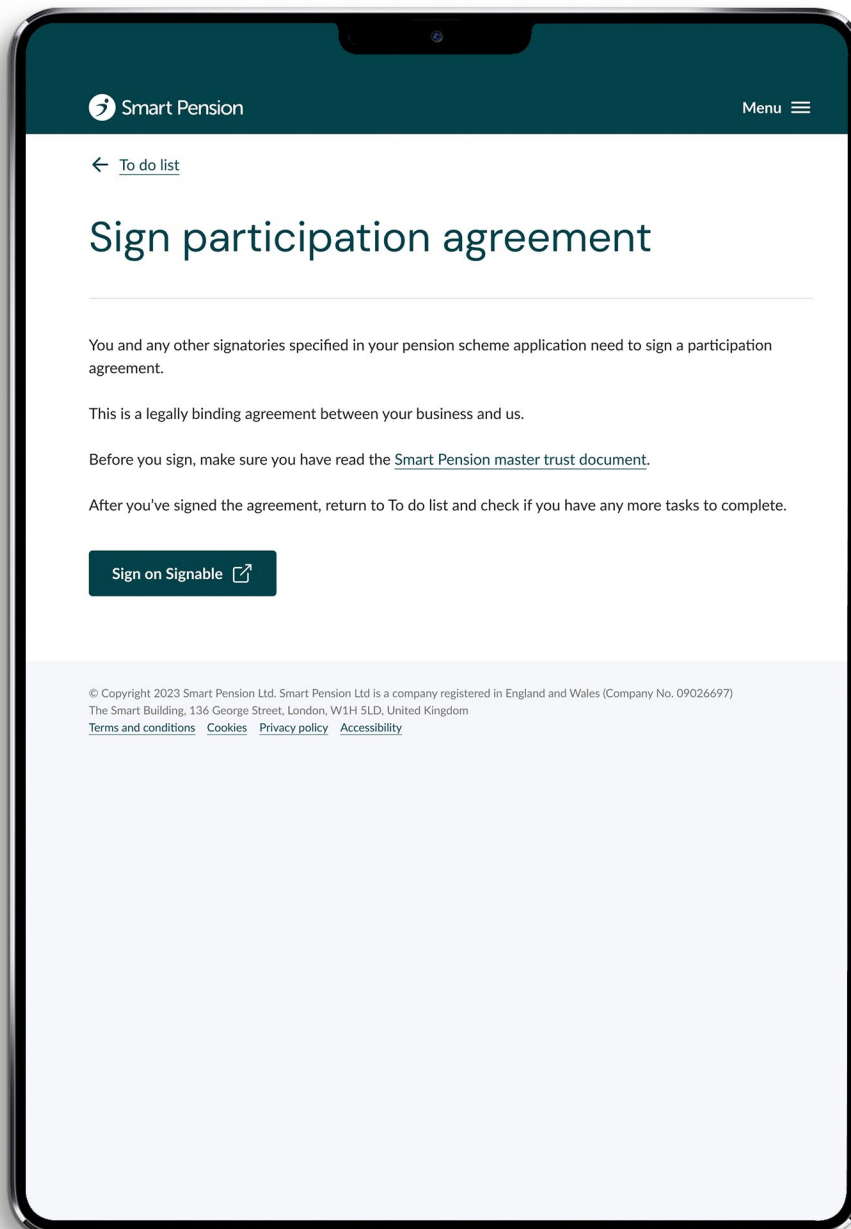 Smart Pension
Menu
To do list
Sign participation agreement
You and any other signatories specified in your pension scheme application need to sign a participation
agreement.
This is a legally binding agreement between your business and us.
Before you sign, make sure you have read the Smart Pension master trust document.
After you’ve signed the agreement, return to To do list and check if you have any more tasks to complete.
Sign on Signable
© Copyright 2023 Smart Pension Ltd. Smart Pension Ltd is a company registered in England and Wales (Company No. 09026697)
The Smart Building, 136 George Street, London, W1H 5LD, United Kingdom
Terms and conditions Cookies Privacy policy Accessibility